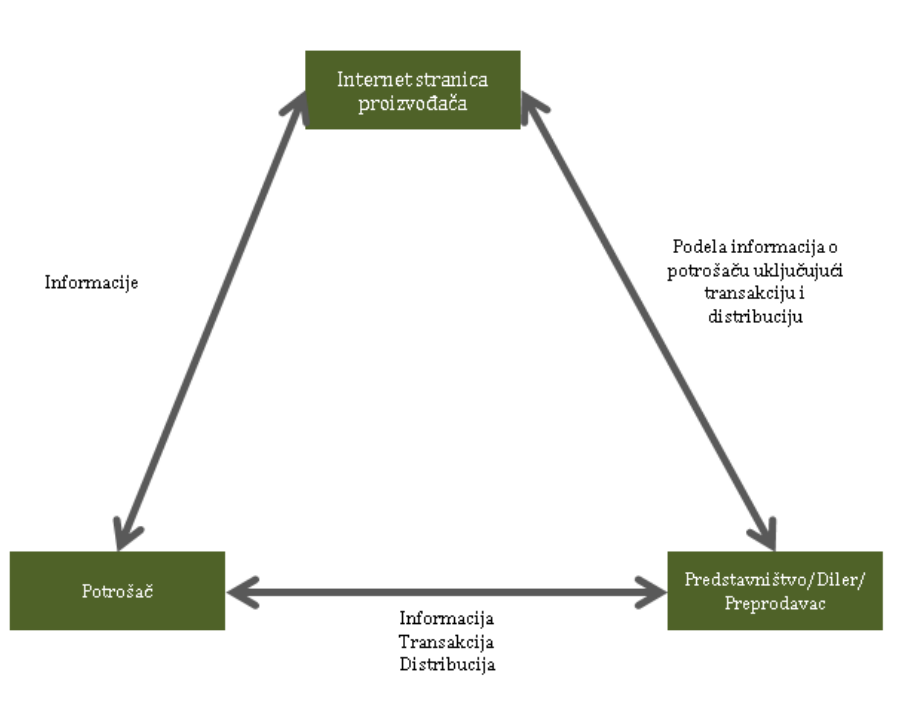 Internet stranica
proizvođača
Informacije
Podela informacija o
potrošaču uključujući
transakciju i
distribuciju
Potrošač
Predstavništvo/Diler/
Preprodavac
Informacija
Transakcija
Distribucija